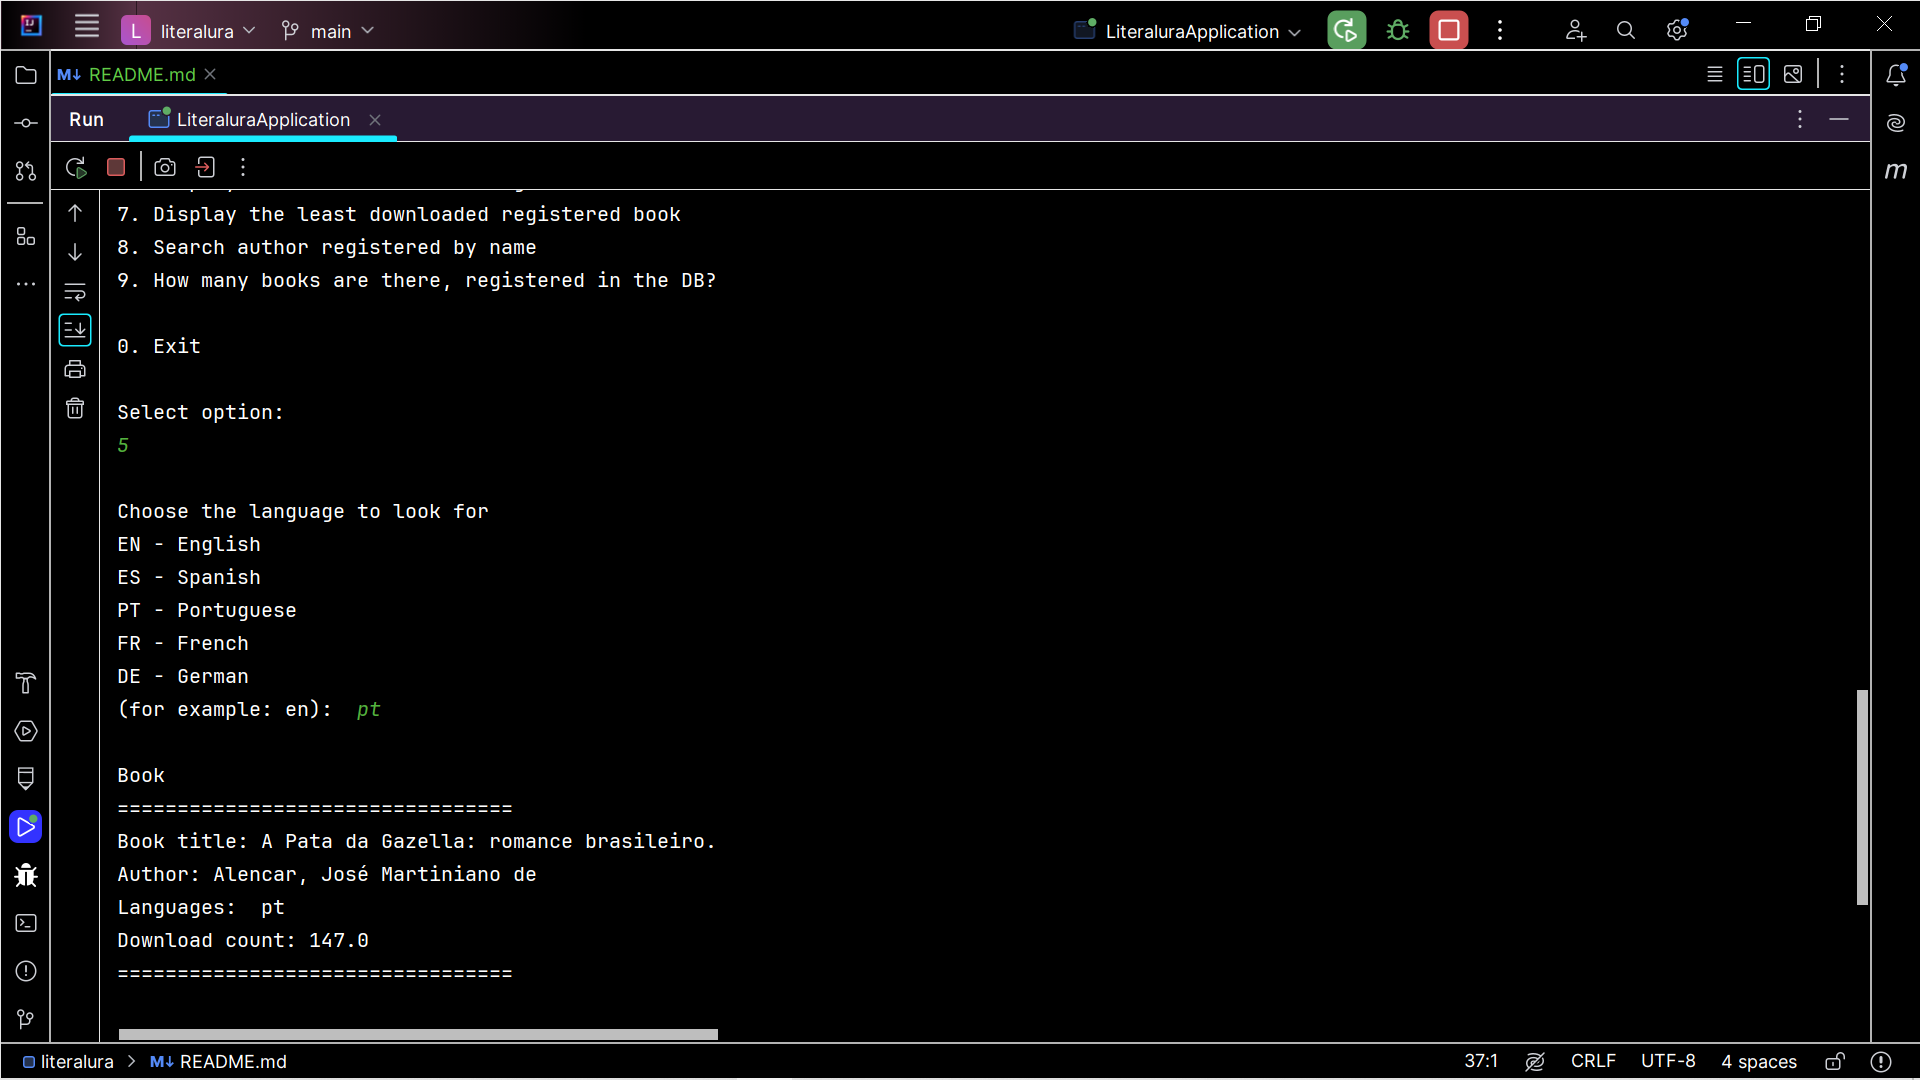 L literalura main LiteraluraApplication
M↓ README.md
Run LiteraluraApplication
7. Display the least downloaded registered book
8. Search author registered by name
9. How many books are there, registered in the DB?
0. Exit
Select option:
5
Choose the language to look for
EN - English
ES - Spanish
PT - Portuguese
FR - French
DE - German
(for example: en):  pt
Book
=================================
Book title: A Pata da Gazella: romance brasileiro.
Author: Alencar, José Martiniano de
Languages:  pt
Download count: 147.0
=================================
literalura > M↓ README.md 37:1 CRLF UTF-8 4 spaces
m